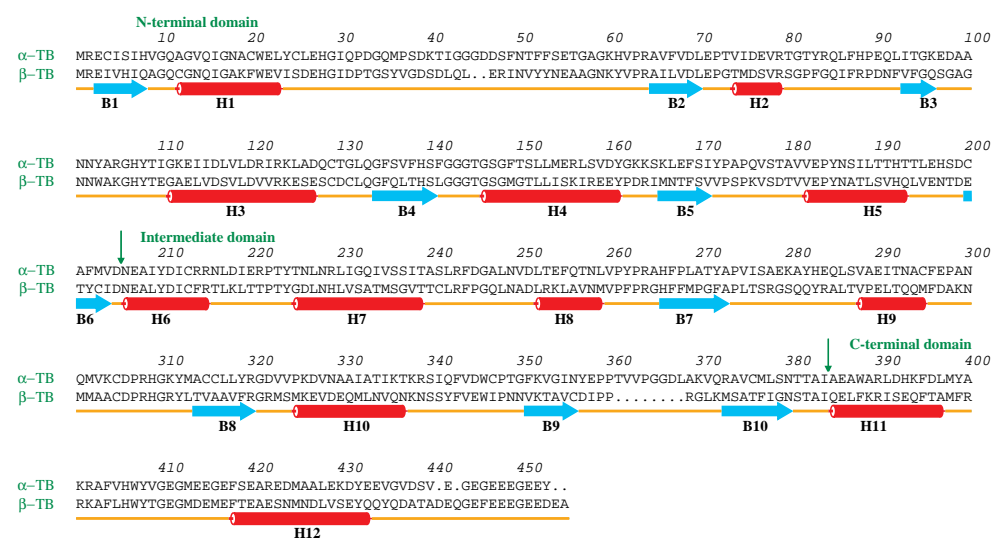 N-terminal domain
10 20 30 40 50 60 70 80 90 100
α–TB MRECISIHVGQAGVQIGNACWELYCLEHGIQPDGQMPSDKTIGGGDDSFNTFFSETGAGKHVPRAVFVDLEPTVIDEVRTGTYRQLFHPEQLITGKEDAA
β–TB MREIVHIQAGQCGNQIGAKFWEVISDEHGIDPTGSYVGDSDLQL..ERINVYYNEAAGNKYVPRAILVDLEPGTMDSVRSGPFGQIFRPDNFVFGQSGAG
B1 H1 B2 H2 B3
110 120 130 140 150 160 170 180 190 200
α–TB NNYARGHYTIGKEIIDLVLDRIRKLADQCTGLQGFSVFHSFGGGTGSGFTSLLMERLSVDYGKKSKLEFSIYPAPQVSTAVVEPYNSILTTHTTLEHSDC
β–TB NNWAKGHYTEGAELVDSVLDVVRKESESCDCLQGFQLTHSLGGGTGSGMGTLLISKIREEYPDRIMNTFSVVPSPKVSDTVVEPYNATLSVHQLVENTDE
H3 B4 H4 B5 H5
Intermediate domain
210 220 230 240 250 260 270 280 290 300
α–TB AFMVDNEAIYDICRRNLDIERPTYTNLNRLIGQIVSSITASLRFDGALNVDLTEFQTNLVPYPRAHFPLATYAPVISAEKAYHEQLSVAEITNACFEPAN
β–TB TYCIDNEALYDICFRTLKLTTPTYGDLNHLVSATMSGVTTCLRFPGQLNADLRKLAVNMVPFPRGHFFMPGFAPLTSRGSQQYRALTVPELTQQMFDAKN
B6 H6 H7 H8 B7 H9
C-terminal domain
310 320 330 340 350 360 370 380 390 400
α–TB QMVKCDPRHGKYMACCLLYRGDVVPKDVNAAIATIKTKRSIQFVDWCPTGFKVGINYEPPTVVPGGDLAKVQRAVCMLSNTTAIAEAWARLDHKFDLMYA
β–TB MMAACDPRHGRYLTVAAVFRGRMSMKEVDEQMLNVQNKNSSYFVEWIPNNVKTAVCDIPP........RGLKMSATFIGNSTAIQELFKRISEQFTAMFR
B8 H10 B9 B10 H11
410 420 430 440 450
α–TB KRAFVHWYVGEGMEEGEFSEAREDMAALEKDYEEVGVDSV.E.GEGEEEGEEY..
β–TB RKAFLHWYTGEGMDEMEFTEAESNMNDLVSEYQQYQDATADEQGEFEEEGEEDEA
H12